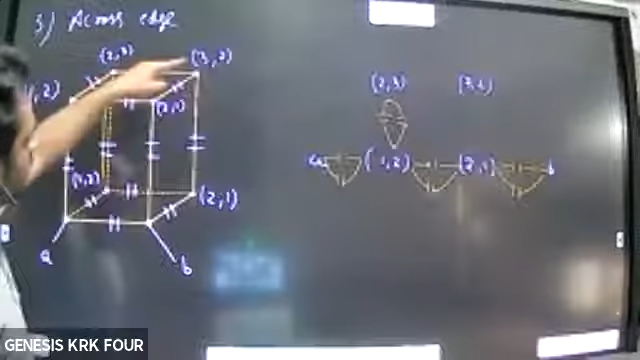 3) Across edge
(2,3)
(3,2)
, 2)
(2,1)
(2,3)
(3,2)
a
(1,2)
(2,1)
b
(1,2)
(2,1)
a
b
GENESIS KRK FOUR